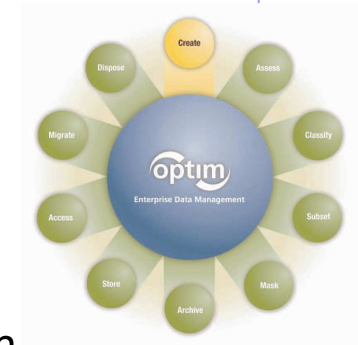 Create
Assess
Classify
Subset
Mask
Archive
Store
Access
Migrate
Dispose
optim
Enterprise Data Management